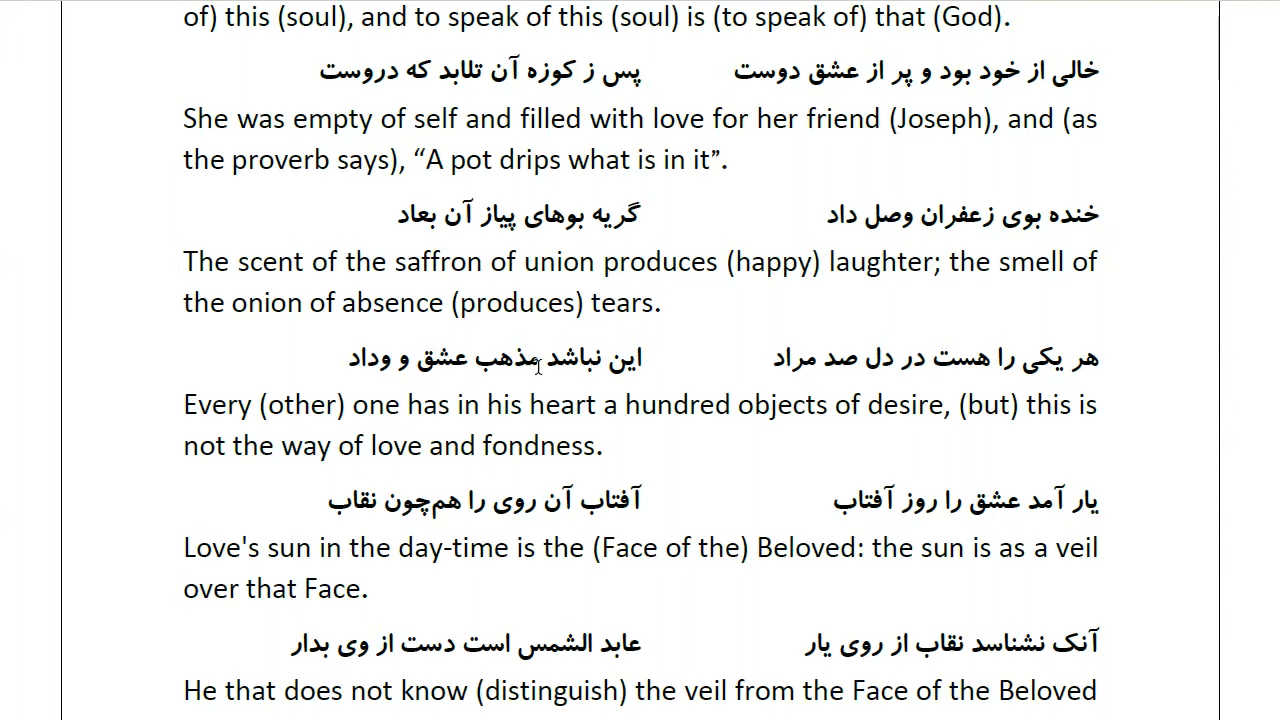 of) this (soul), and to speak of this (soul) is (to speak of) that (God).
خالی از خود بود و پر از عشق دوست    پس ز کوزه آن تلابد که دروست
She was empty of self and filled with love for her friend (Joseph), and (as
the proverb says), “A pot drips what is in it”.
خنده بوی زعفران وصل داد    گریه بوهای پیاز آن بعاد
The scent of the saffron of union produces (happy) laughter; the smell of
the onion of absence (produces) tears.
هر یکی را هست در دل صد مراد    این نباشد مذهب عشق و وداد
Every (other) one has in his heart a hundred objects of desire, (but) this is
not the way of love and fondness.
یار آمد عشق را روز آفتاب    آفتاب آن روی را هم‌چون نقاب
Love's sun in the day-time is the (Face of the) Beloved: the sun is as a veil
over that Face.
آنک نشناسد نقاب از روی یار    عابد الشمس است دست از وی بدار
He that does not know (distinguish) the veil from the Face of the Beloved